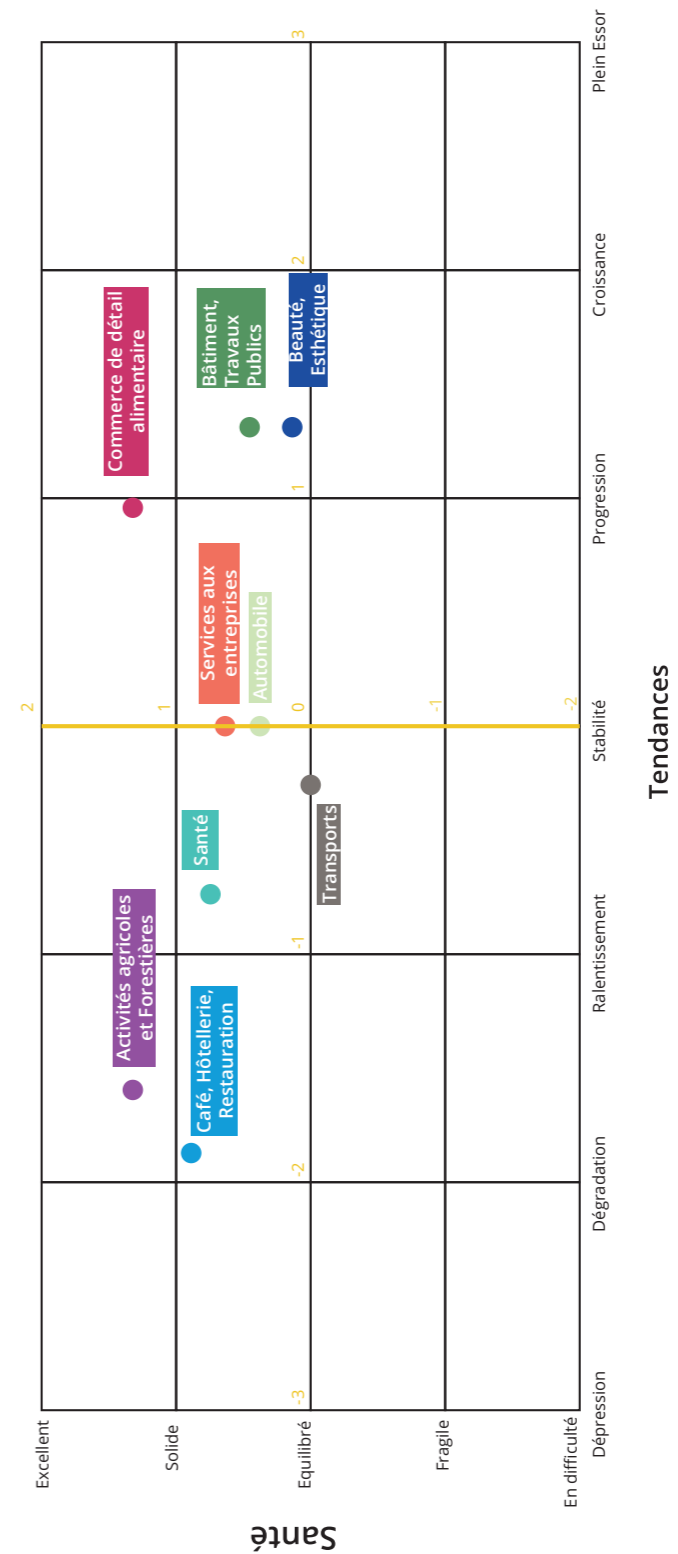 Santé
Excellent
Solide
Equilibré
Fragile
En difficulté
2
1
0
-1
-2
-3
-2
-1
1
2
3
Activités agricoles
et Forestières
Café, Hôtellerie,
Restauration
Santé
Transports
Services aux
entreprises
Automobile
Commerce de détail
alimentaire
Bâtiment,
Travaux
Publics
Beauté,
Esthétique
Dépression
Dégradation
Ralentissement
Stabilité
Progression
Croissance
Plein Essor
Tendances